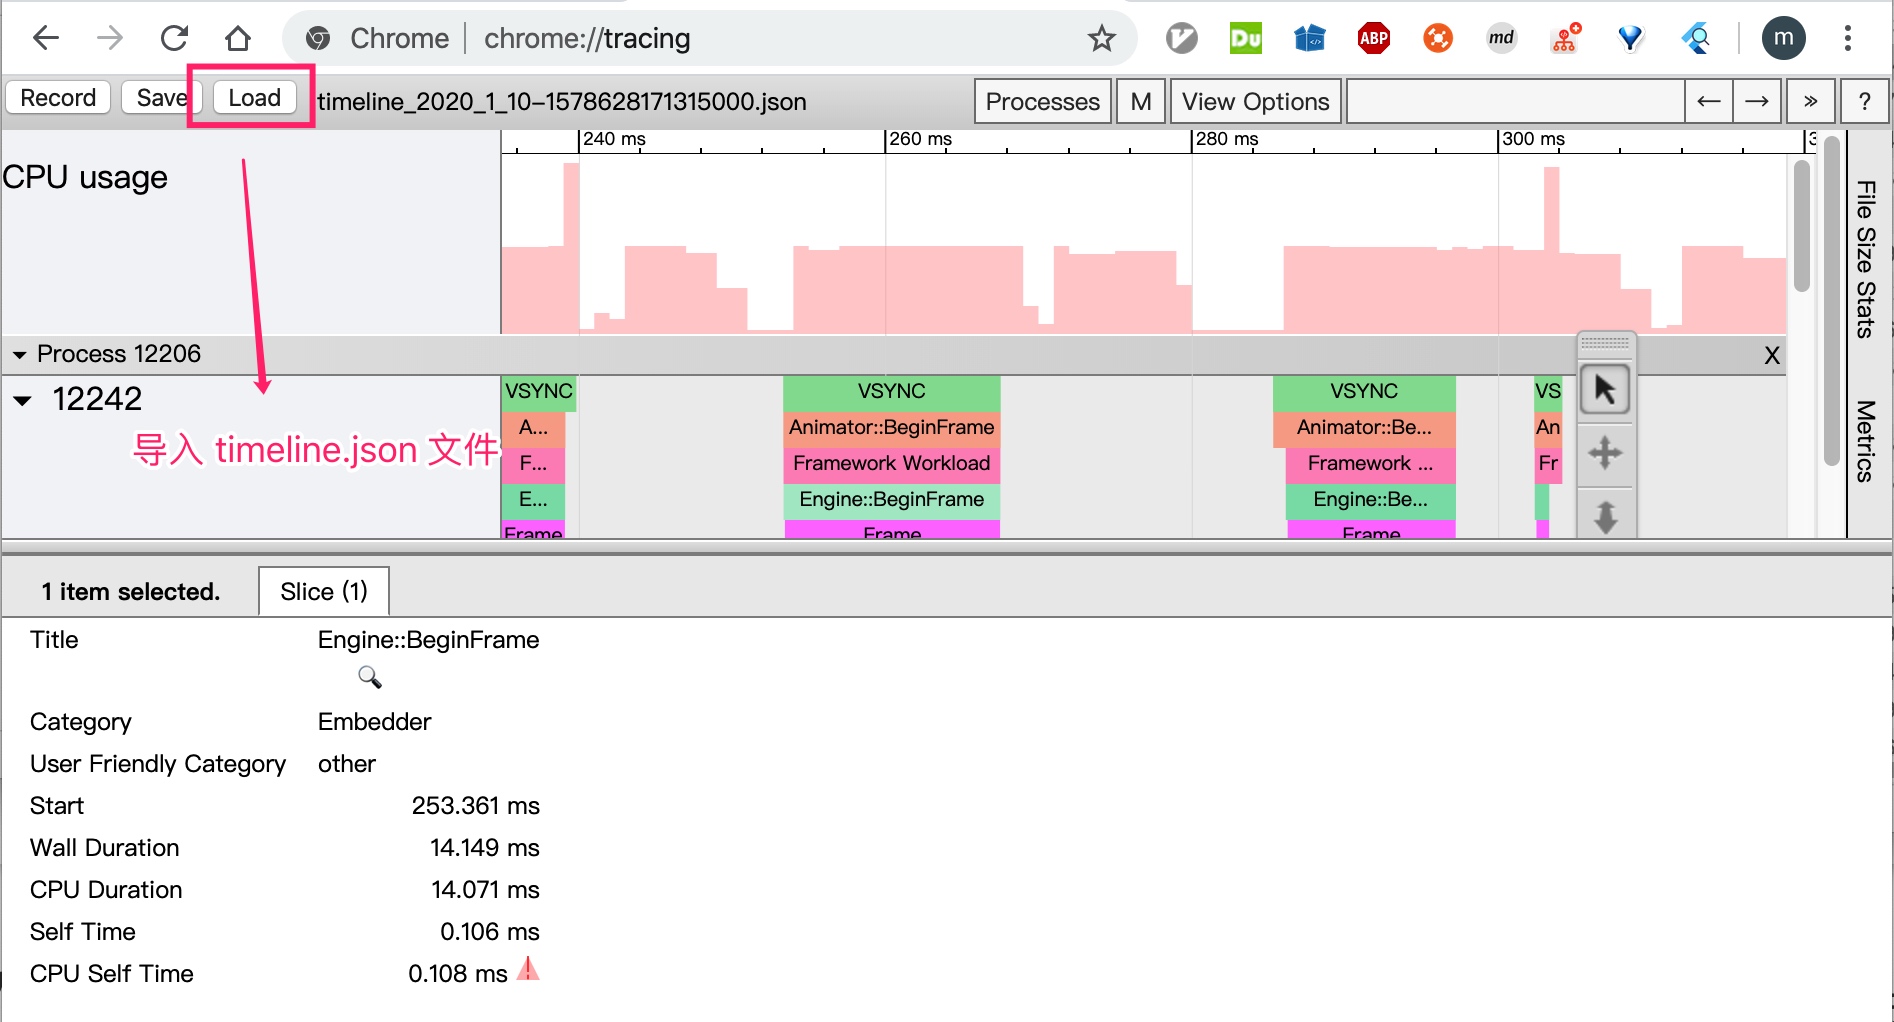 Chrome chrome://tracing
Du
ABP
md
m
Record Save Load timeline_2020_1_10-1578628171315000.json Processes M View Options ← → » ?
240 ms 260 ms 280 ms 300 ms 3
CPU usage
File Size Stats
Metrics
Process 12206 X
12242
VSYNC VSYNC VSYNC VS
A... Animator::BeginFrame Animator::Be... An
F... Framework Workload Framework ... Fr
E... Engine::BeginFrame Engine::Be...
Frame Frame Frame
导入 timeline.json 文件
1 item selected. Slice (1)
Title Engine::BeginFrame
Category Embedder
User Friendly Category other
Start 253.361 ms
Wall Duration 14.149 ms
CPU Duration 14.071 ms
Self Time 0.106 ms
CPU Self Time 0.108 ms